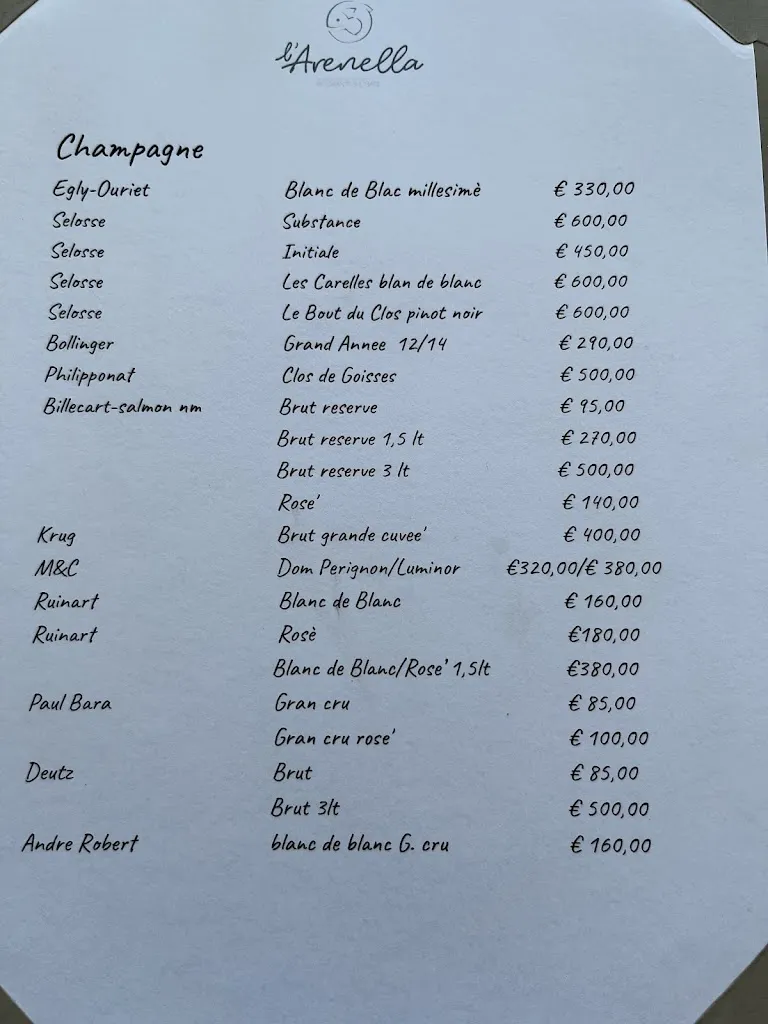 l'Arenella
Champagne
Egly-Ouriet Blanc de Blac millesimè € 330,00
Selosse Substance € 600,00
Selosse Initiale € 450,00
Selosse Les Carelles blan de blanc € 600,00
Selosse Le Bout du Clos pinot noir € 600,00
Bollinger Grand Annee 12/14 € 290,00
Philipponat Clos de Goisses € 500,00
Billecart-salmon nm Brut reserve € 95,00
Brut reserve 1,5 lt € 270,00
Brut reserve 3 lt € 500,00
Rose' € 140,00
Krug Brut grande cuvee' € 400,00
M&C Dom Perignon/Luminor €320,00/€ 380,00
Ruinart Blanc de Blanc € 160,00
Ruinart Rosè €180,00
Blanc de Blanc/Rose' 1,5lt €380,00
Paul Bara Gran cru € 85,00
Gran cru rose' € 100,00
Deutz Brut € 85,00
Brut 3lt € 500,00
Andre Robert blanc de blanc G. cru € 160,00